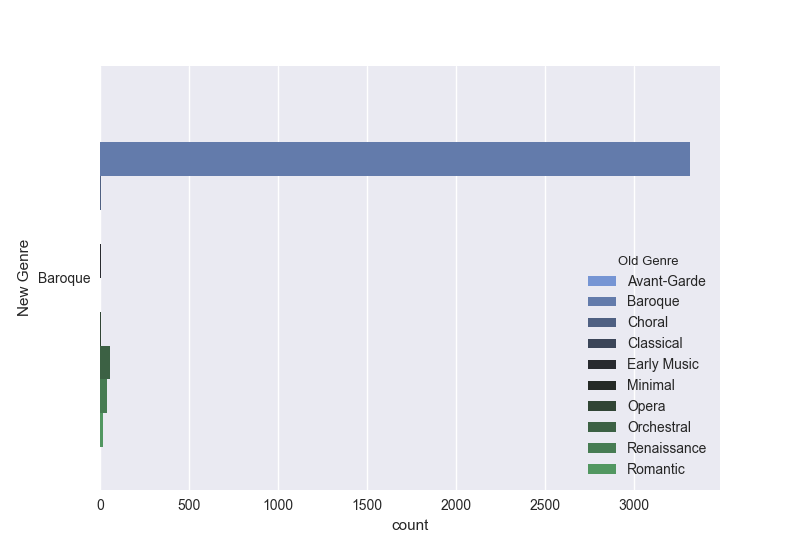 New Genre
Baroque
Old Genre
Avant-Garde
Baroque
Choral
Classical
Early Music
Minimal
Opera
Orchestral
Renaissance
Romantic
0 500 1000 1500 2000 2500 3000
count